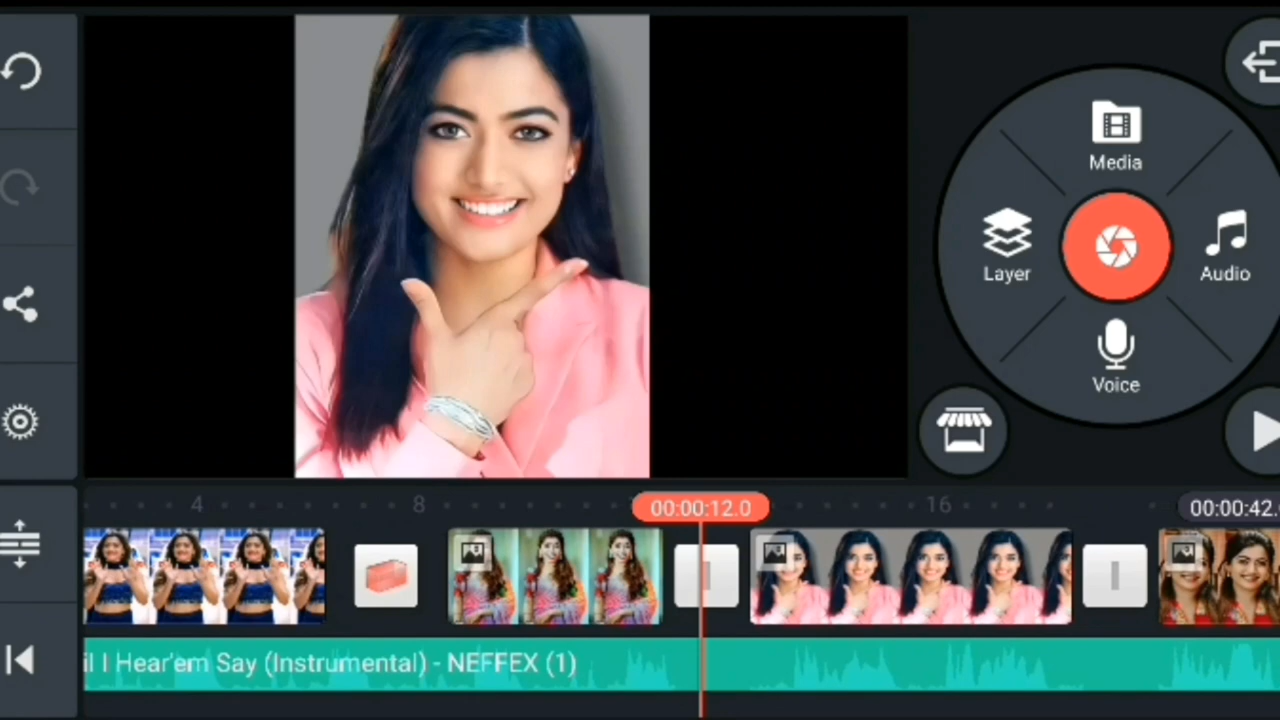 Media
Layer
Audio
Voice
4
8
00:00:12.0
16
00:00:42.
il I Hear'em Say (Instrumental) - NEFFEX (1)